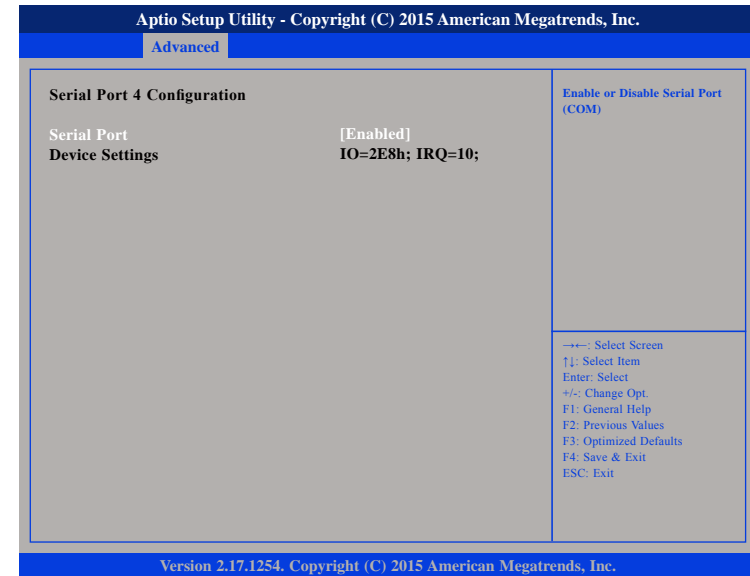 Aptio Setup Utility - Copyright (C) 2015 American Megatrends, Inc.
Advanced
Serial Port 4 Configuration
Serial Port [Enabled]
Device Settings IO=2E8h; IRQ=10;
Enable or Disable Serial Port
(COM)
→←: Select Screen
↑↓: Select Item
Enter: Select
+/-: Change Opt.
F1: General Help
F2: Previous Values
F3: Optimized Defaults
F4: Save & Exit
ESC: Exit
Version 2.17.1254. Copyright (C) 2015 American Megatrends, Inc.